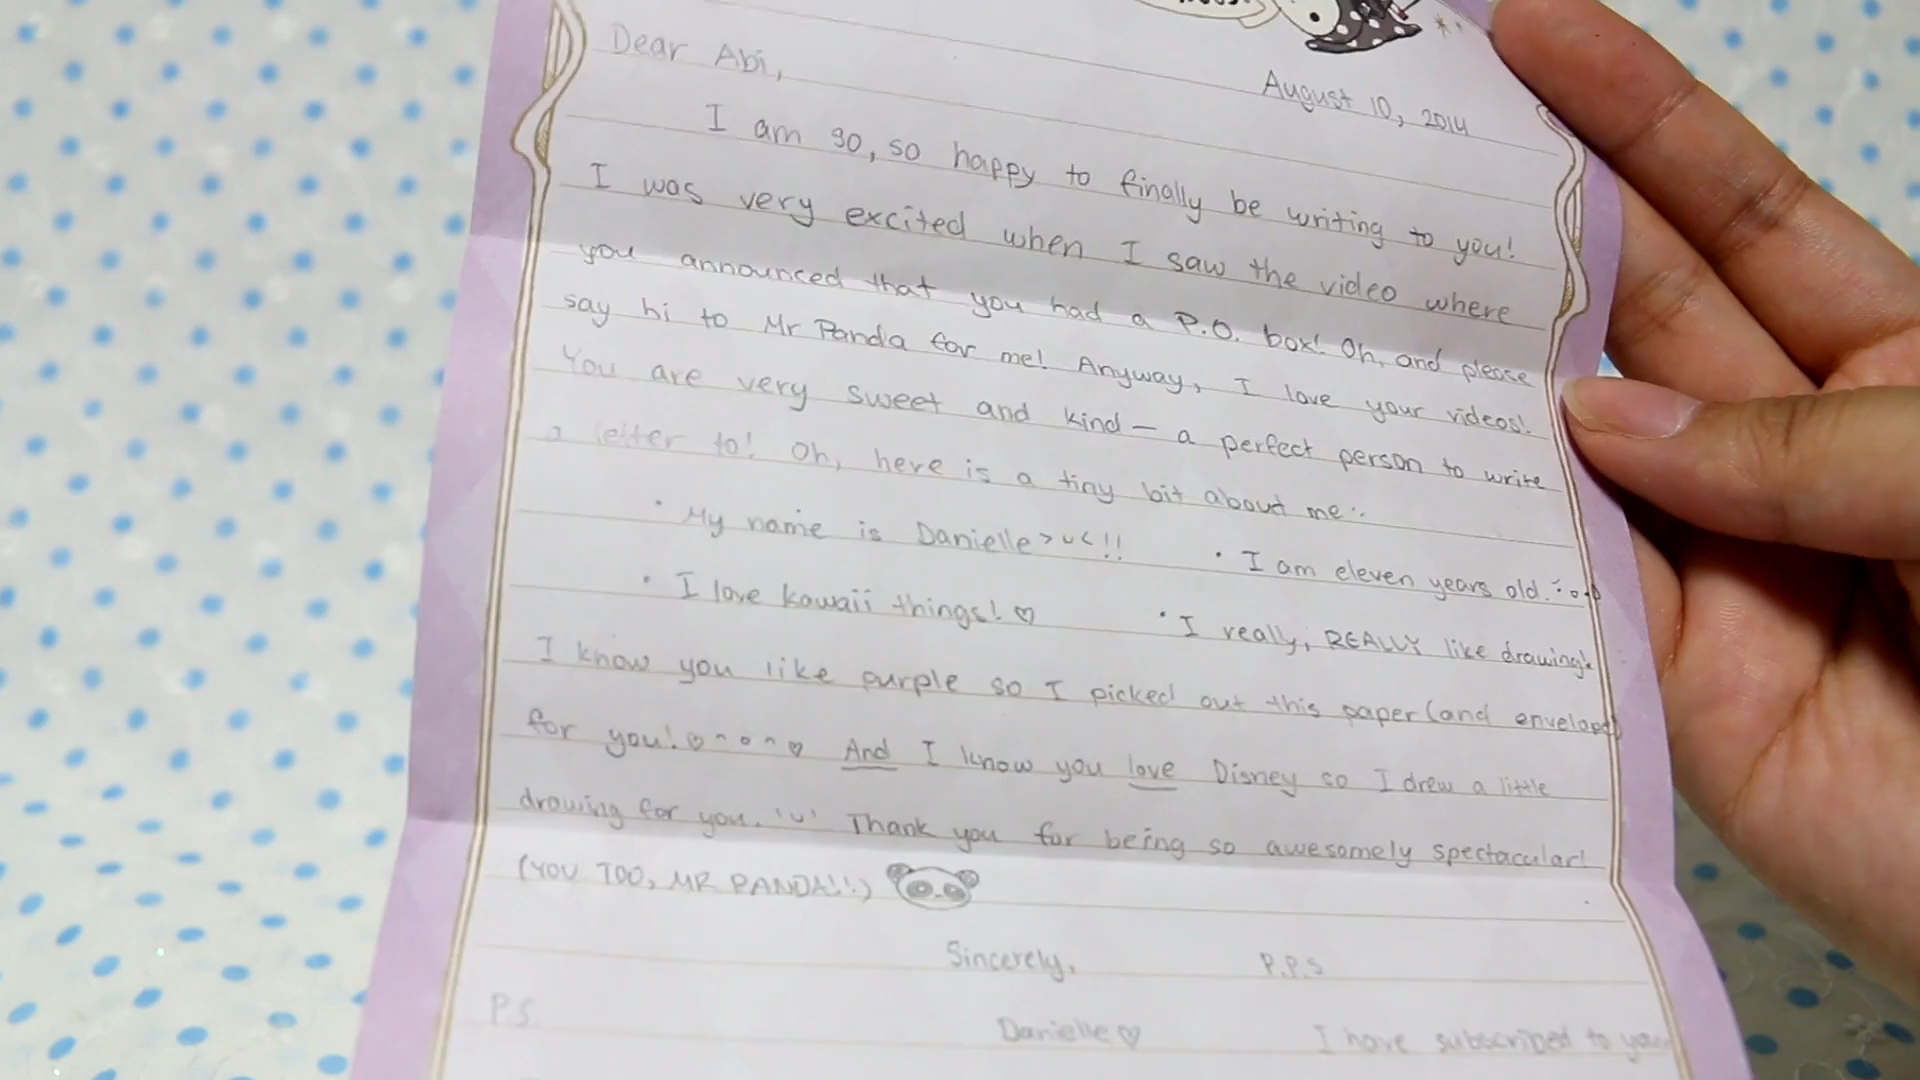 August 10, 2014
Dear Abi,
I am so, so happy to finally be writing to you!
I was very excited when I saw the video where
you announced that you had a P.O. box! Oh, and please
say hi to Mr Panda for me! Anyway, I love your videos!
You are very sweet and kind — a perfect person to write
a letter to! Oh, here is a tiny bit about me..
· My name is Danielle >u<!! · I am eleven years old.
· I love kawaii things! ♡ · I really, REALLY like drawing!
I know you like purple so I picked out this paper (and envelope)
for you! ♡^o^♡ And I know you love Disney so I drew a little
drawing for you. 'u' Thank you for being so awesomely spectacular!
(YOU TOO, MR PANDA!!)
Sincerely, P.P.S
P.S Danielle ♡ I have subscribed to